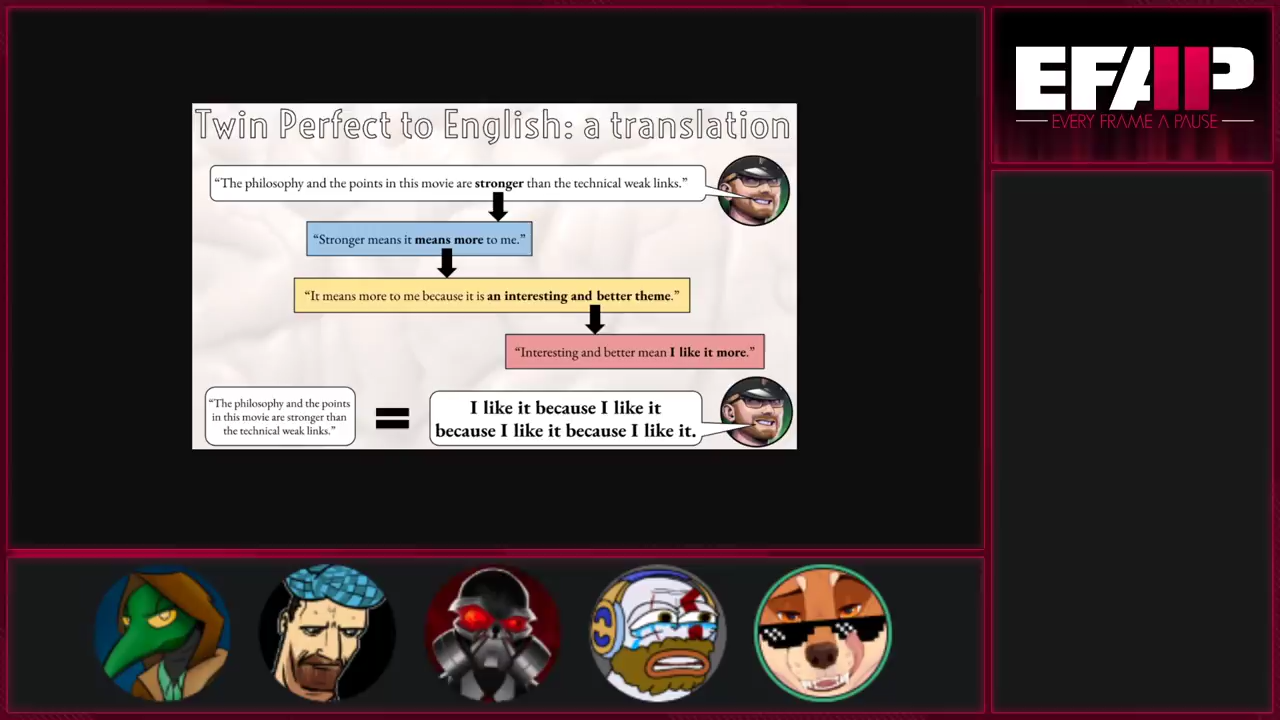 EFAP
EVERY FRAME A PAUSE
Twin Perfect to English: a translation
“The philosophy and the points in this movie are stronger than the technical weak links.”
“Stronger means it means more to me.”
“It means more to me because it is an interesting and better theme.”
“Interesting and better mean I like it more.”
“The philosophy and the points
in this movie are stronger than
the technical weak links.”
=
I like it because I like it
because I like it because I like it.